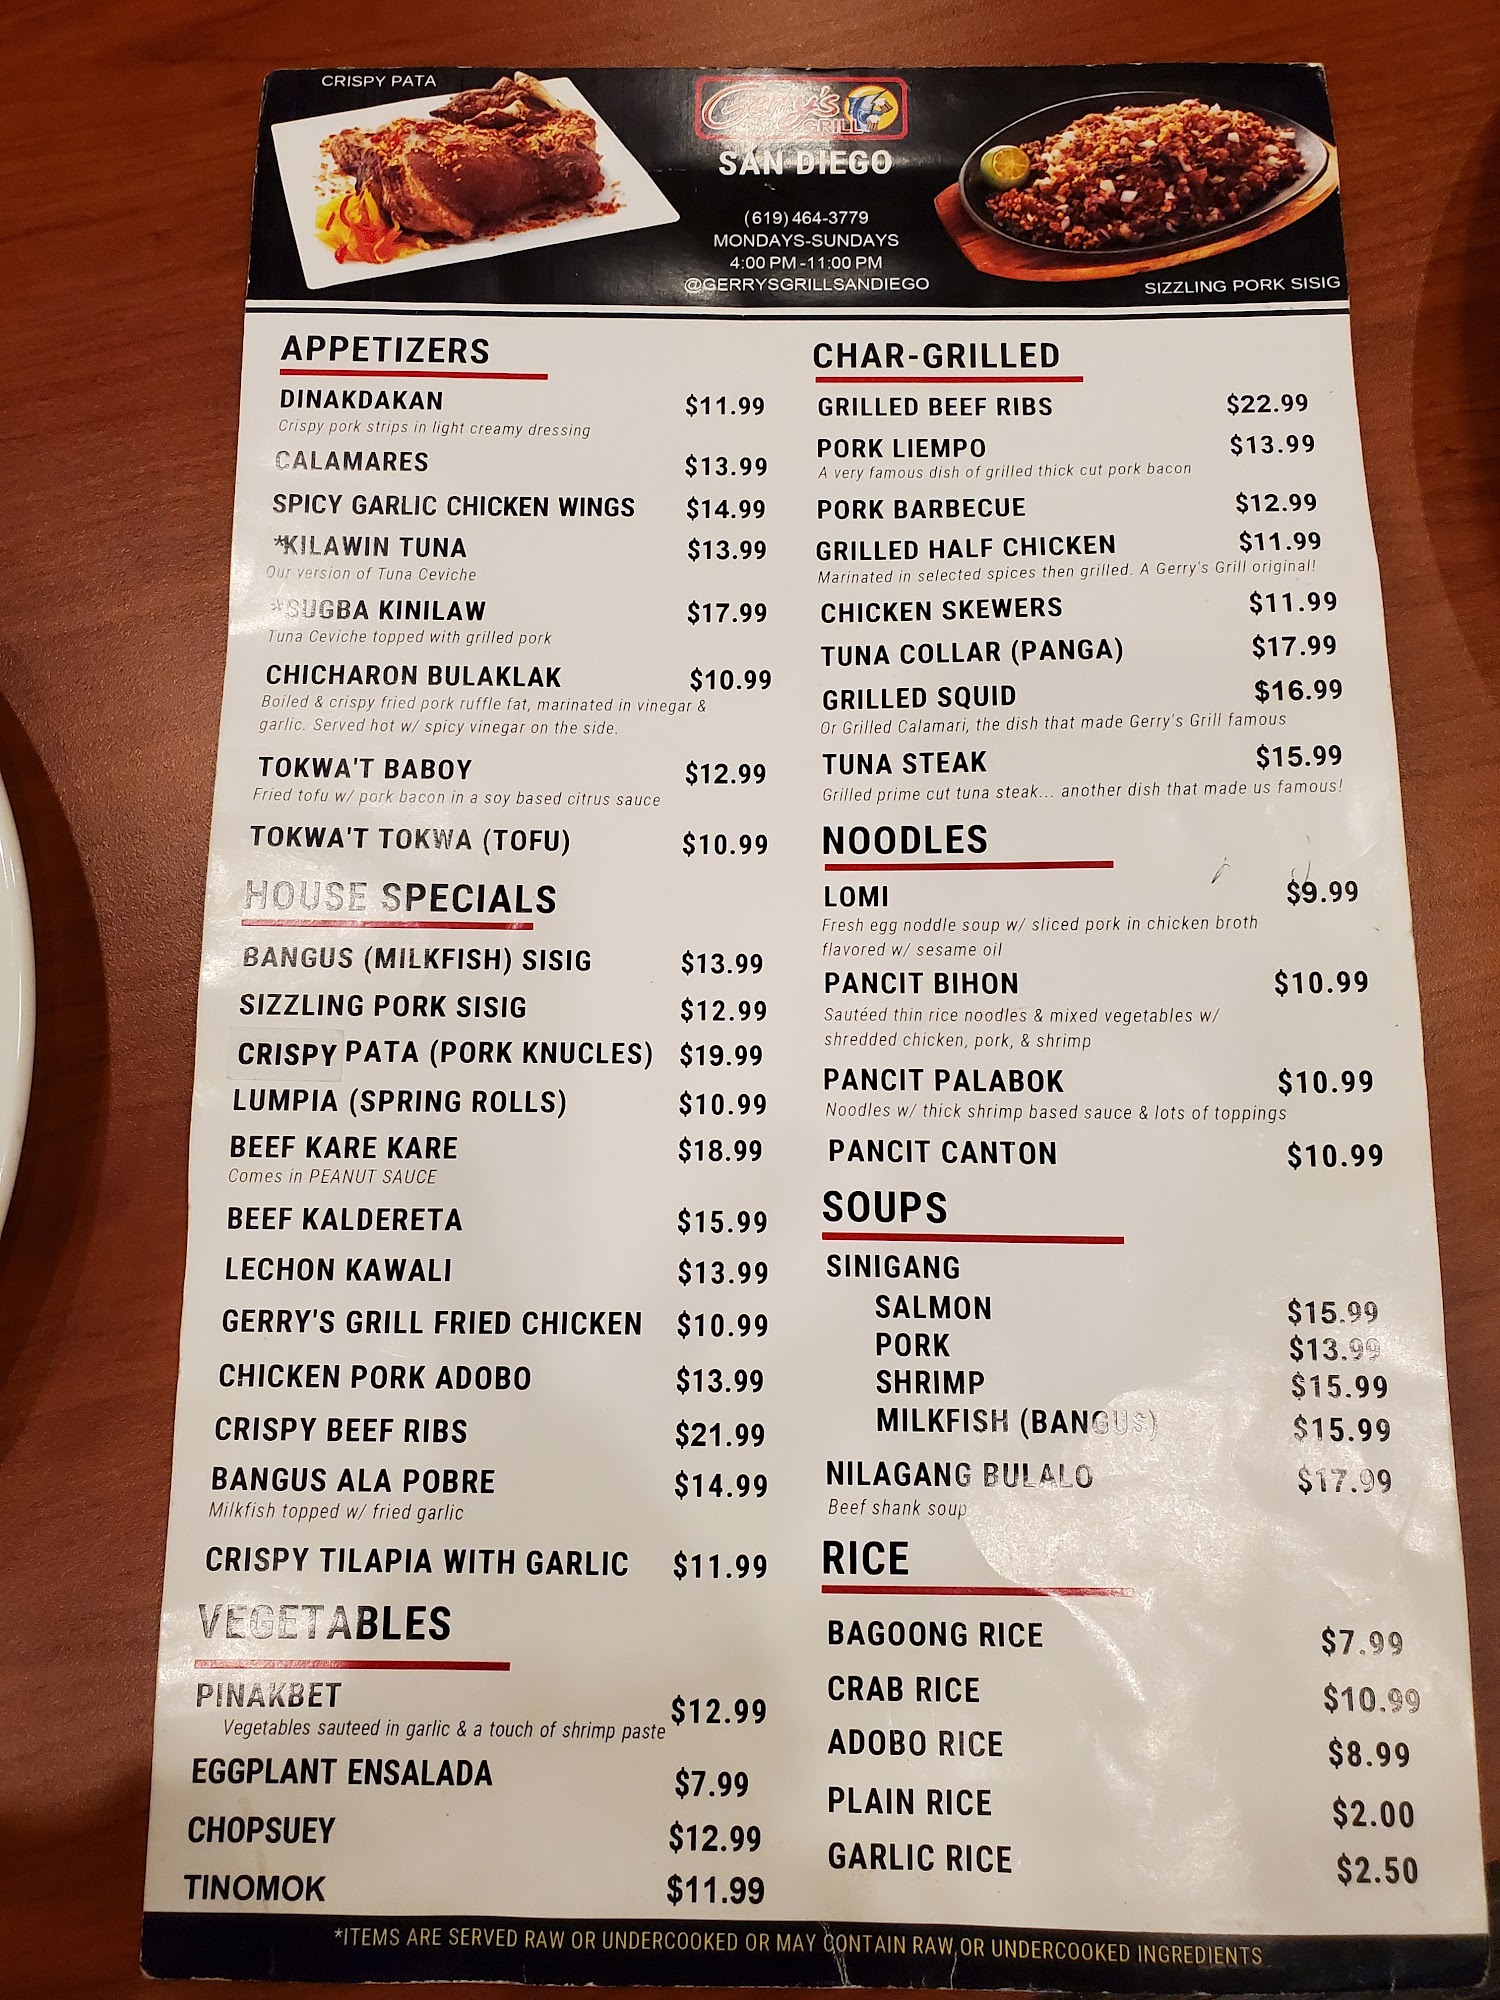 CRISPY PATA
Gerry's
GRILL
SAN DIEGO
(619) 464-3779
MONDAYS-SUNDAYS
4:00 PM -11:00 PM
@GERRYSGRILLSANDIEGO
SIZZLING PORK SISIG
APPETIZERS
DINAKDAKAN $11.99
Crispy pork strips in light creamy dressing
CALAMARES $13.99
SPICY GARLIC CHICKEN WINGS $14.99
*KILAWIN TUNA $13.99
Our version of Tuna Ceviche
*SUGBA KINILAW $17.99
Tuna Ceviche topped with grilled pork
CHICHARON BULAKLAK $10.99
Boiled & crispy fried pork ruffle fat, marinated in vinegar &
garlic. Served hot w/ spicy vinegar on the side.
TOKWA'T BABOY $12.99
Fried tofu w/ pork bacon in a soy based citrus sauce
TOKWA'T TOKWA (TOFU) $10.99
HOUSE SPECIALS
BANGUS (MILKFISH) SISIG $13.99
SIZZLING PORK SISIG $12.99
CRISPY PATA (PORK KNUCLES) $19.99
LUMPIA (SPRING ROLLS) $10.99
BEEF KARE KARE $18.99
Comes in PEANUT SAUCE
BEEF KALDERETA $15.99
LECHON KAWALI $13.99
GERRY'S GRILL FRIED CHICKEN $10.99
CHICKEN PORK ADOBO $13.99
CRISPY BEEF RIBS $21.99
BANGUS ALA POBRE $14.99
Milkfish topped w/ fried garlic
CRISPY TILAPIA WITH GARLIC $11.99
VEGETABLES
PINAKBET $12.99
Vegetables sauteed in garlic & a touch of shrimp paste
EGGPLANT ENSALADA $7.99
CHOPSUEY $12.99
TINOMOK $11.99
CHAR-GRILLED
GRILLED BEEF RIBS $22.99
PORK LIEMPO $13.99
A very famous dish of grilled thick cut pork bacon
PORK BARBECUE $12.99
GRILLED HALF CHICKEN $11.99
Marinated in selected spices then grilled. A Gerry's Grill original!
CHICKEN SKEWERS $11.99
TUNA COLLAR (PANGA) $17.99
GRILLED SQUID $16.99
Or Grilled Calamari, the dish that made Gerry's Grill famous
TUNA STEAK $15.99
Grilled prime cut tuna steak... another dish that made us famous!
NOODLES
LOMI $9.99
Fresh egg noddle soup w/ sliced pork in chicken broth
flavored w/ sesame oil
PANCIT BIHON $10.99
Sautéed thin rice noodles & mixed vegetables w/
shredded chicken, pork, & shrimp
PANCIT PALABOK $10.99
Noodles w/ thick shrimp based sauce & lots of toppings
PANCIT CANTON $10.99
SOUPS
SINIGANG
SALMON $15.99
PORK $13.99
SHRIMP $15.99
MILKFISH (BANGUS) $15.99
NILAGANG BULALO $17.99
Beef shank soup
RICE
BAGOONG RICE $7.99
CRAB RICE $10.99
ADOBO RICE $8.99
PLAIN RICE $2.00
GARLIC RICE $2.50
*ITEMS ARE SERVED RAW OR UNDERCOOKED OR MAY CONTAIN RAW OR UNDERCOOKED INGREDIENTS